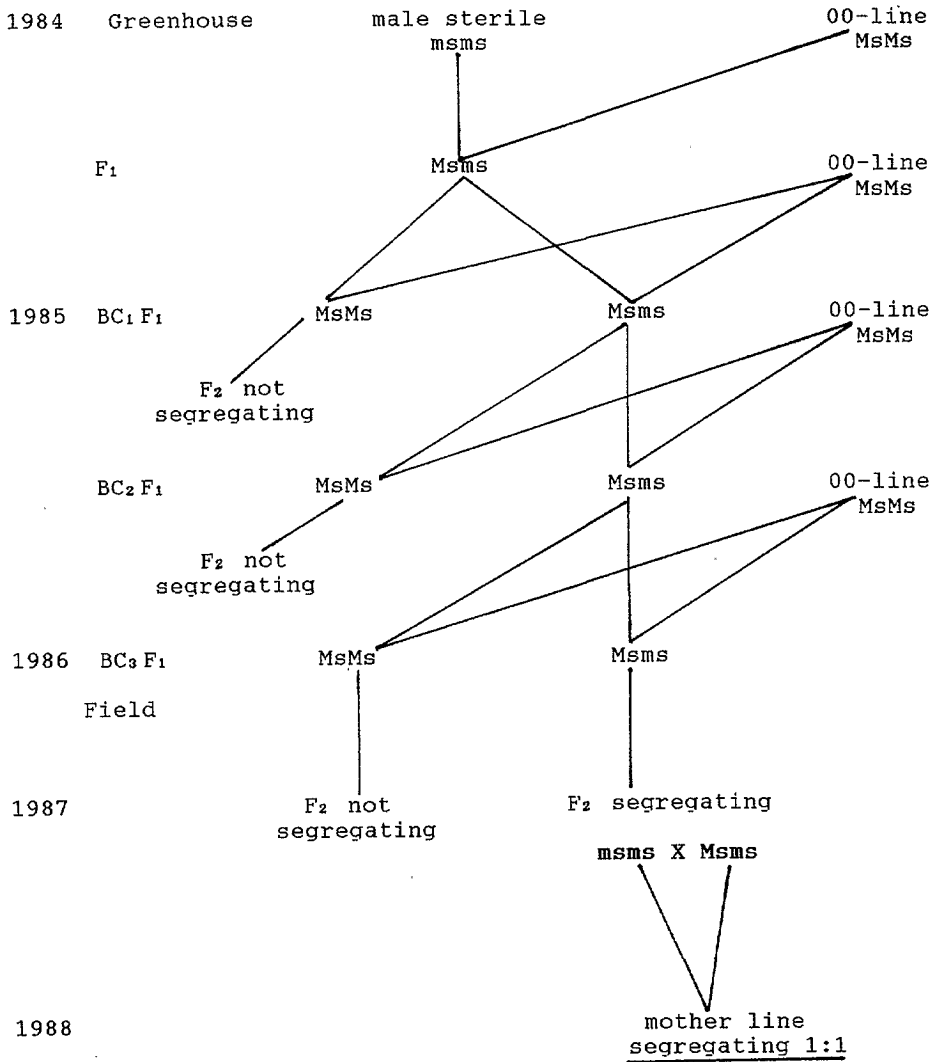 1984 Greenhouse male sterile 00-line
msms MsMs
F₁ Msms 00-line
MsMs
1985 BC₁F₁ MsMs Msms 00-line
MsMs
F₂ not
segregating
BC₂F₁ MsMs Msms 00-line
MsMs
F₂ not
segregating
1986 BC₃F₁ MsMs Msms
Field
1987 F₂ not F₂ segregating
segregating
msms X Msms
1988 mother line
segregating 1:1